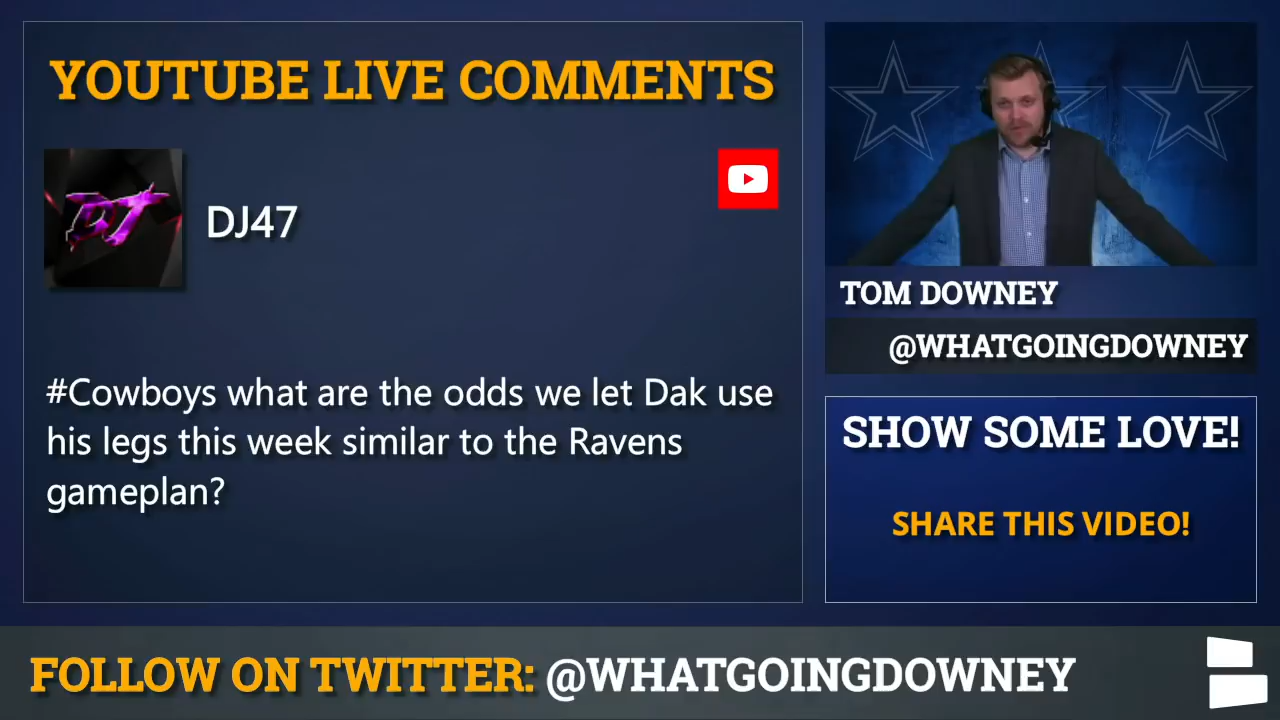 YOUTUBE LIVE COMMENTS
DJ
DJ47
#Cowboys what are the odds we let Dak use
his legs this week similar to the Ravens
gameplan?
TOM DOWNEY
@WHATGOINGDOWNEY
SHOW SOME LOVE!
SHARE THIS VIDEO!
FOLLOW ON TWITTER: @WHATGOINGDOWNEY